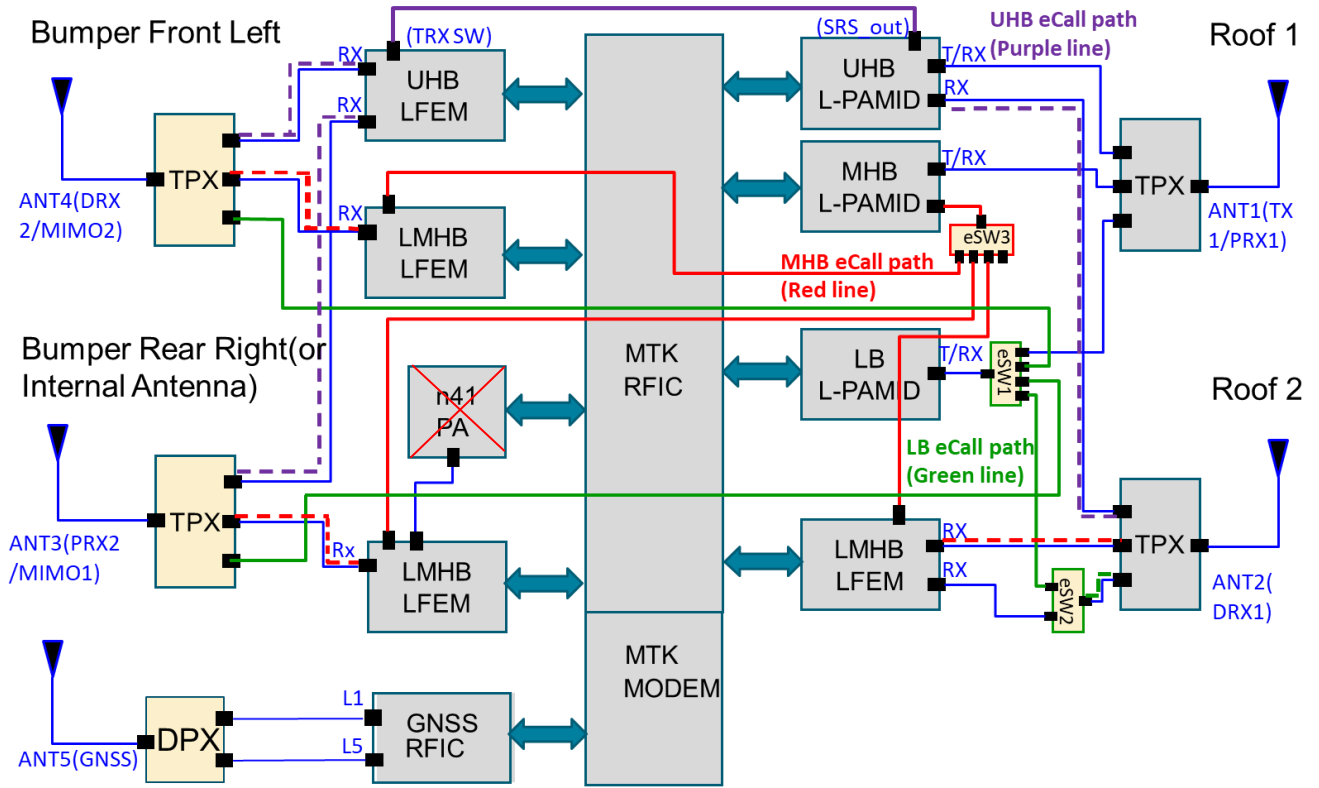 Bumper Front Left
(TRX SW)
(SRS_out)
UHB eCall path
(Purple line)
Roof 1
RX
UHB
LFEM
RX
UHB
L-PAMID
T/RX
RX
TPX
ANT4(DRX
2/MIMO2)
RX
LMHB
LFEM
MHB
L-PAMID
T/RX
eSW3
TPX
ANT1(TX
1/PRX1)
MHB eCall path
(Red line)
Bumper Rear Right(or
Internal Antenna)
MTK
RFIC
LB
L-PAMID
T/RX
eSW1
Roof 2
n41
PA
LB eCall path
(Green line)
TPX
ANT3(PRX2
/MIMO1)
Rx
LMHB
LFEM
LMHB
LFEM
RX
RX
eSW2
TPX
ANT2(
DRX1)
MTK
MODEM
ANT5(GNSS)
DPX
L1
L5
GNSS
RFIC